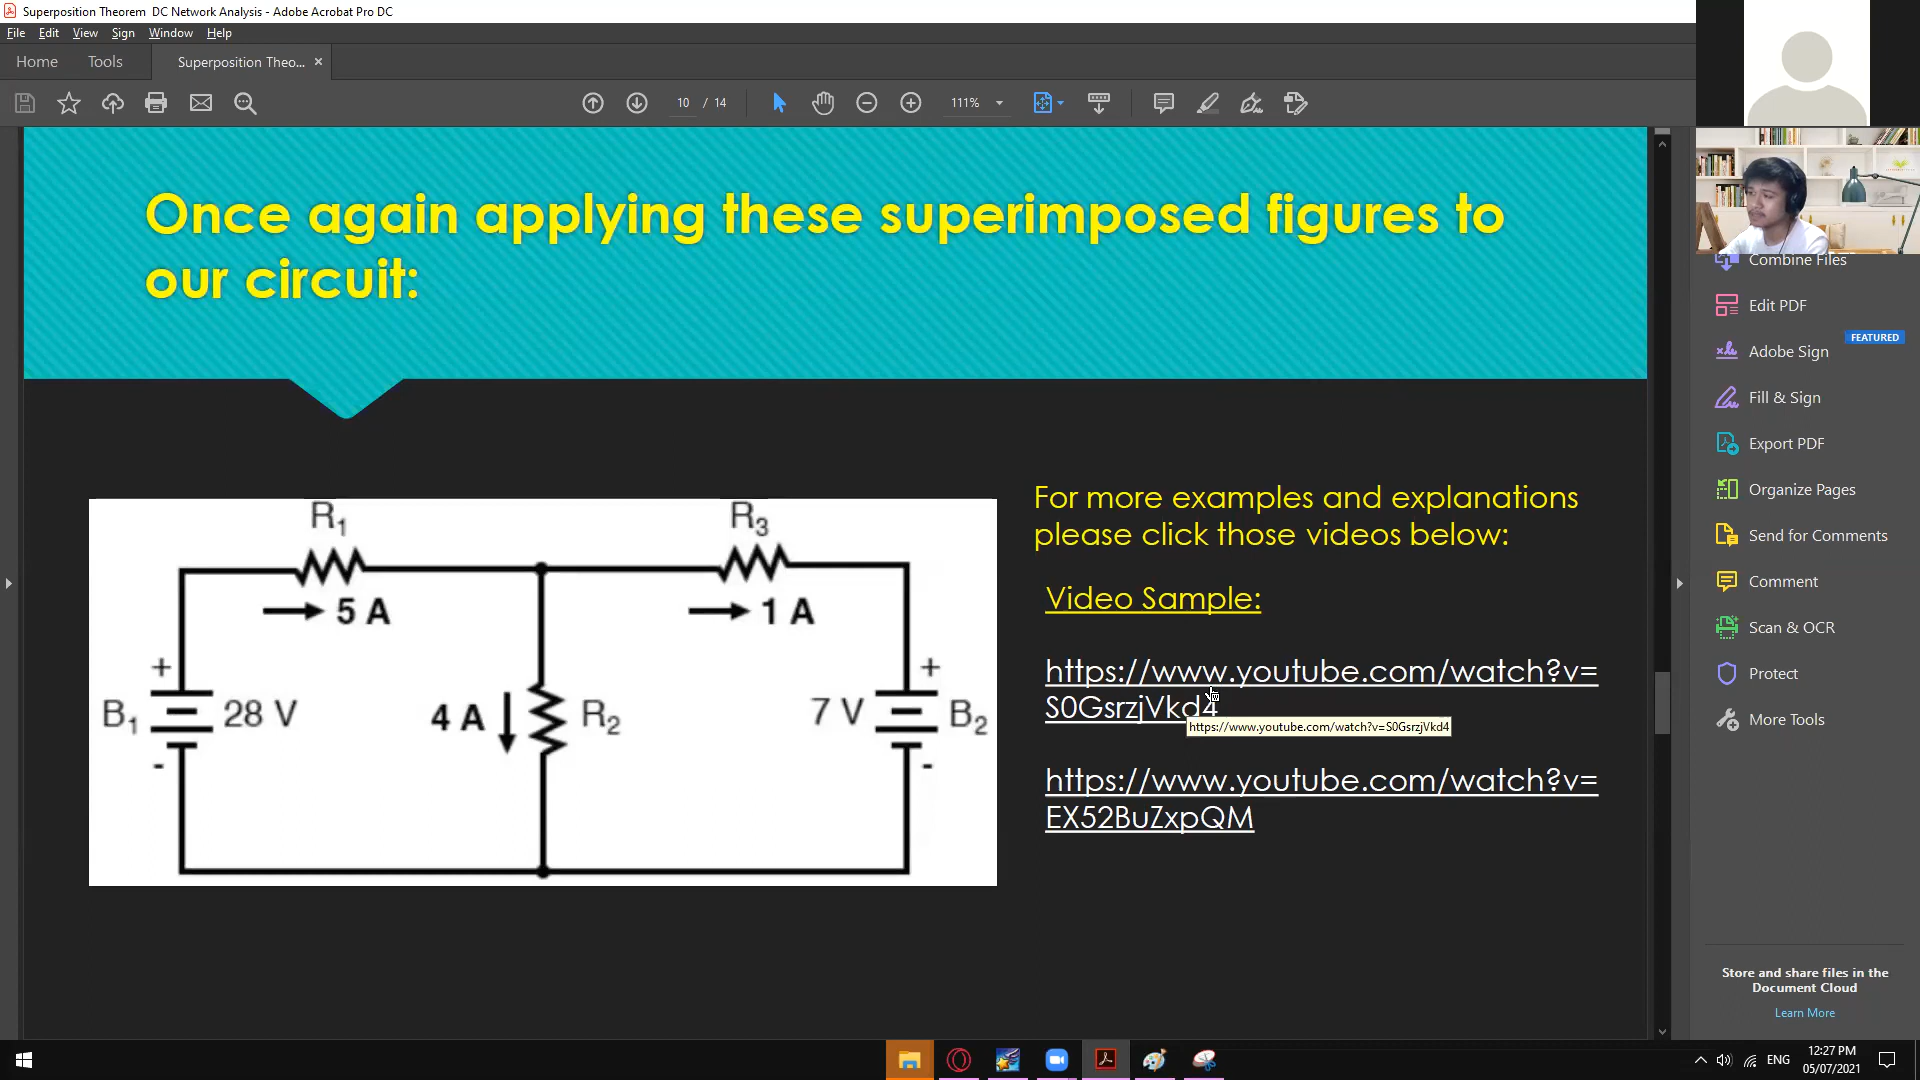 Superposition Theorem  DC Network Analysis - Adobe Acrobat Pro DC
File Edit View Sign Window Help
Home Tools Superposition Theo... ×
10 / 14 111%
Once again applying these superimposed figures to
our circuit:
R1 R3
5 A 1 A
+ +
B1 28 V 4 A R2 7 V B2
- -
For more examples and explanations
please click those videos below:
Video Sample:
https://www.youtube.com/watch?v=
S0GsrzjVkd4
https://www.youtube.com/watch?v=S0GsrzjVkd4
https://www.youtube.com/watch?v=
EX52BuZxpQM
Combine Files
Edit PDF
FEATURED
Adobe Sign
Fill & Sign
Export PDF
Organize Pages
Send for Comments
Comment
Scan & OCR
Protect
More Tools
Store and share files in the
Document Cloud
Learn More
ENG
12:27 PM
05/07/2021